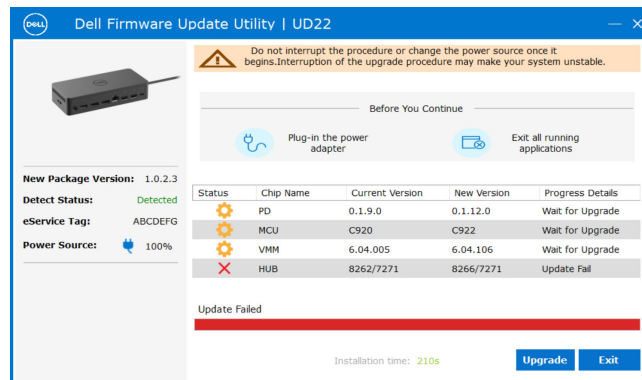 DELL
Dell Firmware Update Utility | UD22
Do not interrupt the procedure or change the power source once it
begins.Interruption of the upgrade procedure may make your system unstable.
Before You Continue
Plug-in the power
adapter
Exit all running
applications
New Package Version: 1.0.2.3
Detect Status: Detected
eService Tag: ABCDEFG
Power Source: 100%
Status Chip Name Current Version New Version Progress Details
PD 0.1.9.0 0.1.12.0 Wait for Upgrade
MCU C920 C922 Wait for Upgrade
VMM 6.04.005 6.04.106 Wait for Upgrade
HUB 8262/7271 8266/7271 Update Fail
Update Failed
Installation time: 210s
Upgrade Exit